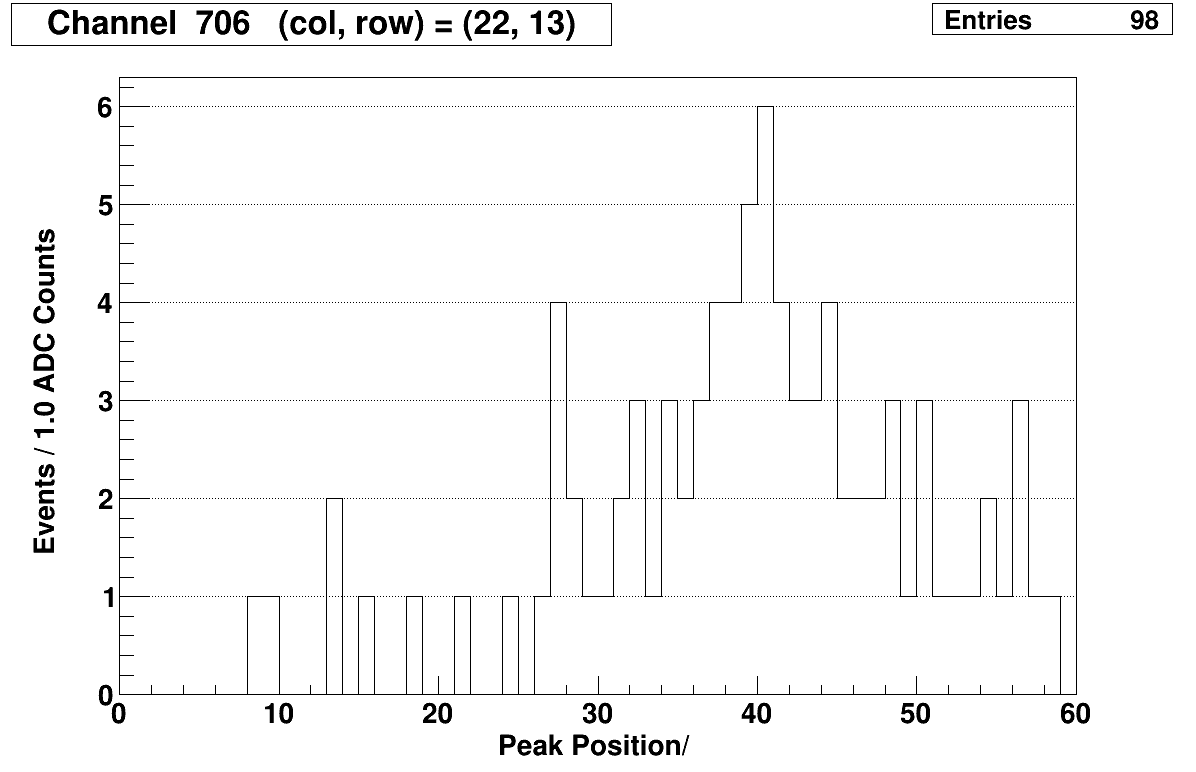 Channel 706 (col, row) = (22, 13)
Entries 98
6
5
4
3
2
1
0
Events / 1.0 ADC Counts
0 10 20 30 40 50 60
Peak Position/